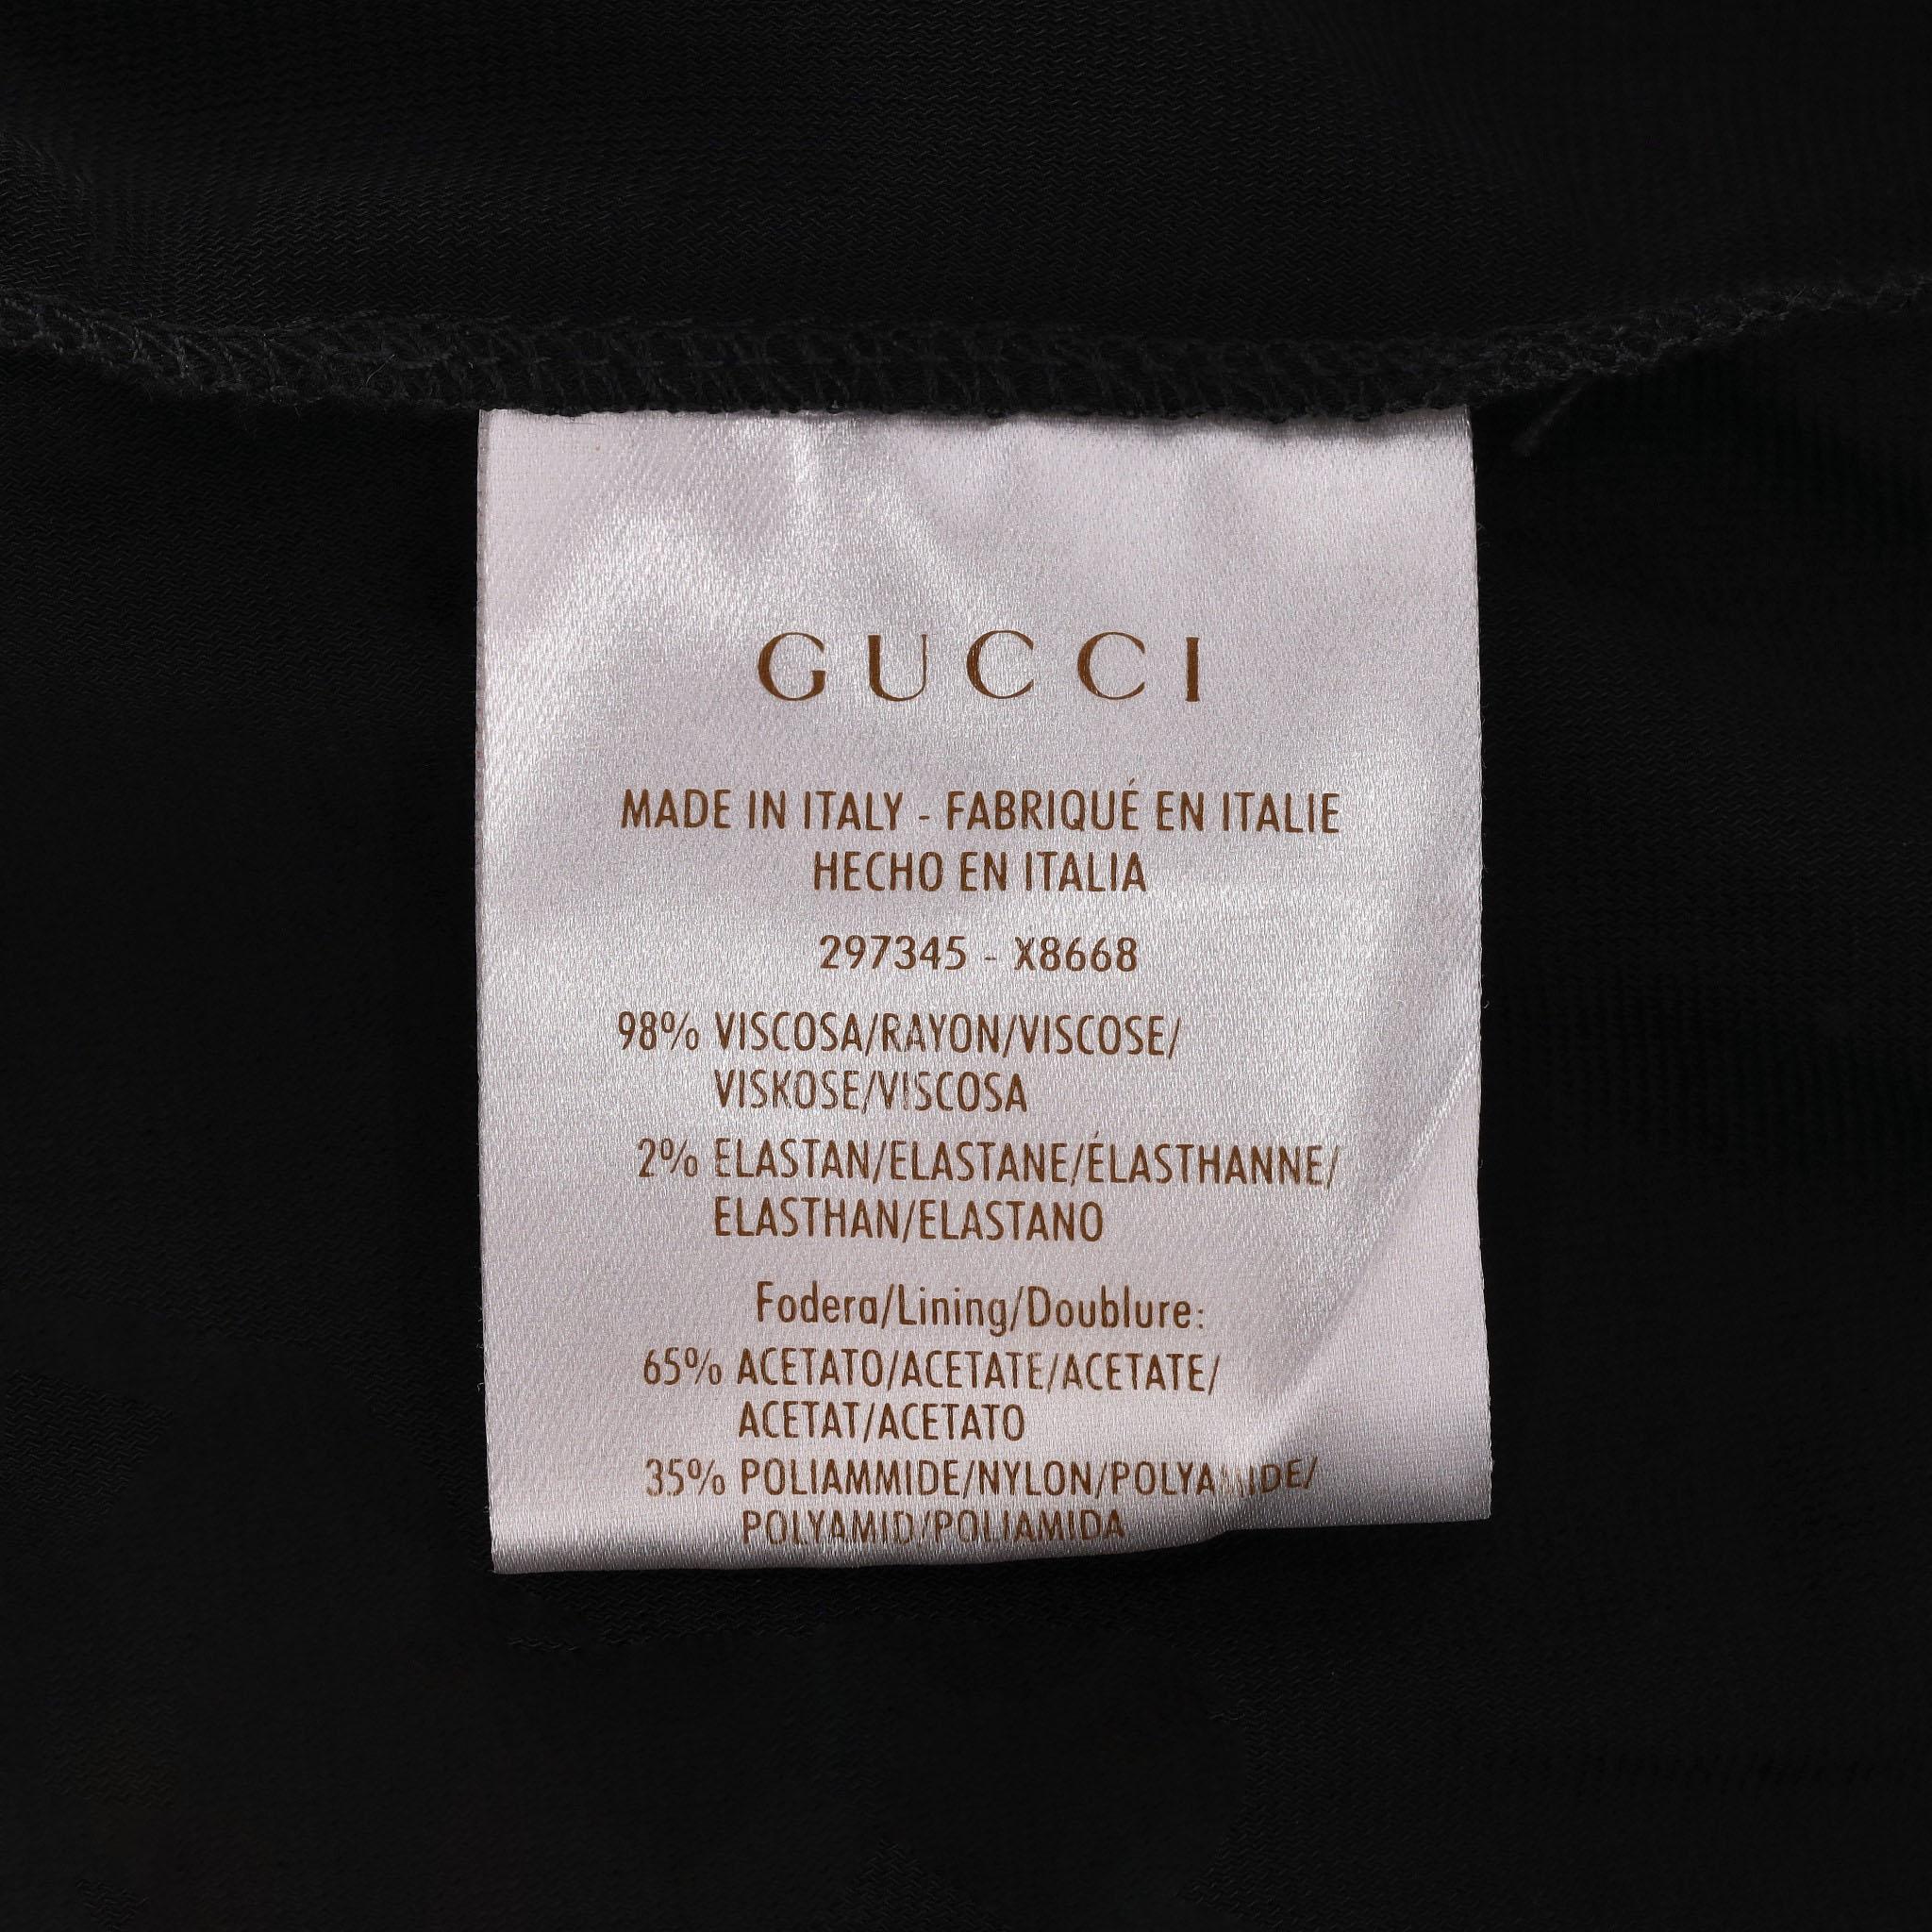 GUCCI
MADE IN ITALY - FABRIQUÉ EN ITALIE
HECHO EN ITALIA
297345 - X8668
98% VISCOSA/RAYON/VISCOSE/
VISKOSE/VISCOSA
2% ELASTAN/ELASTANE/ÉLASTHANNE/
ELASTHAN/ELASTANO
Fodera/Lining/Doublure:
65% ACETATO/ACETATE/ACETATE/
ACETAT/ACETATO
35% POLIAMMIDE/NYLON/POLYAMIDE/
POLYAMID/POLIAMIDA